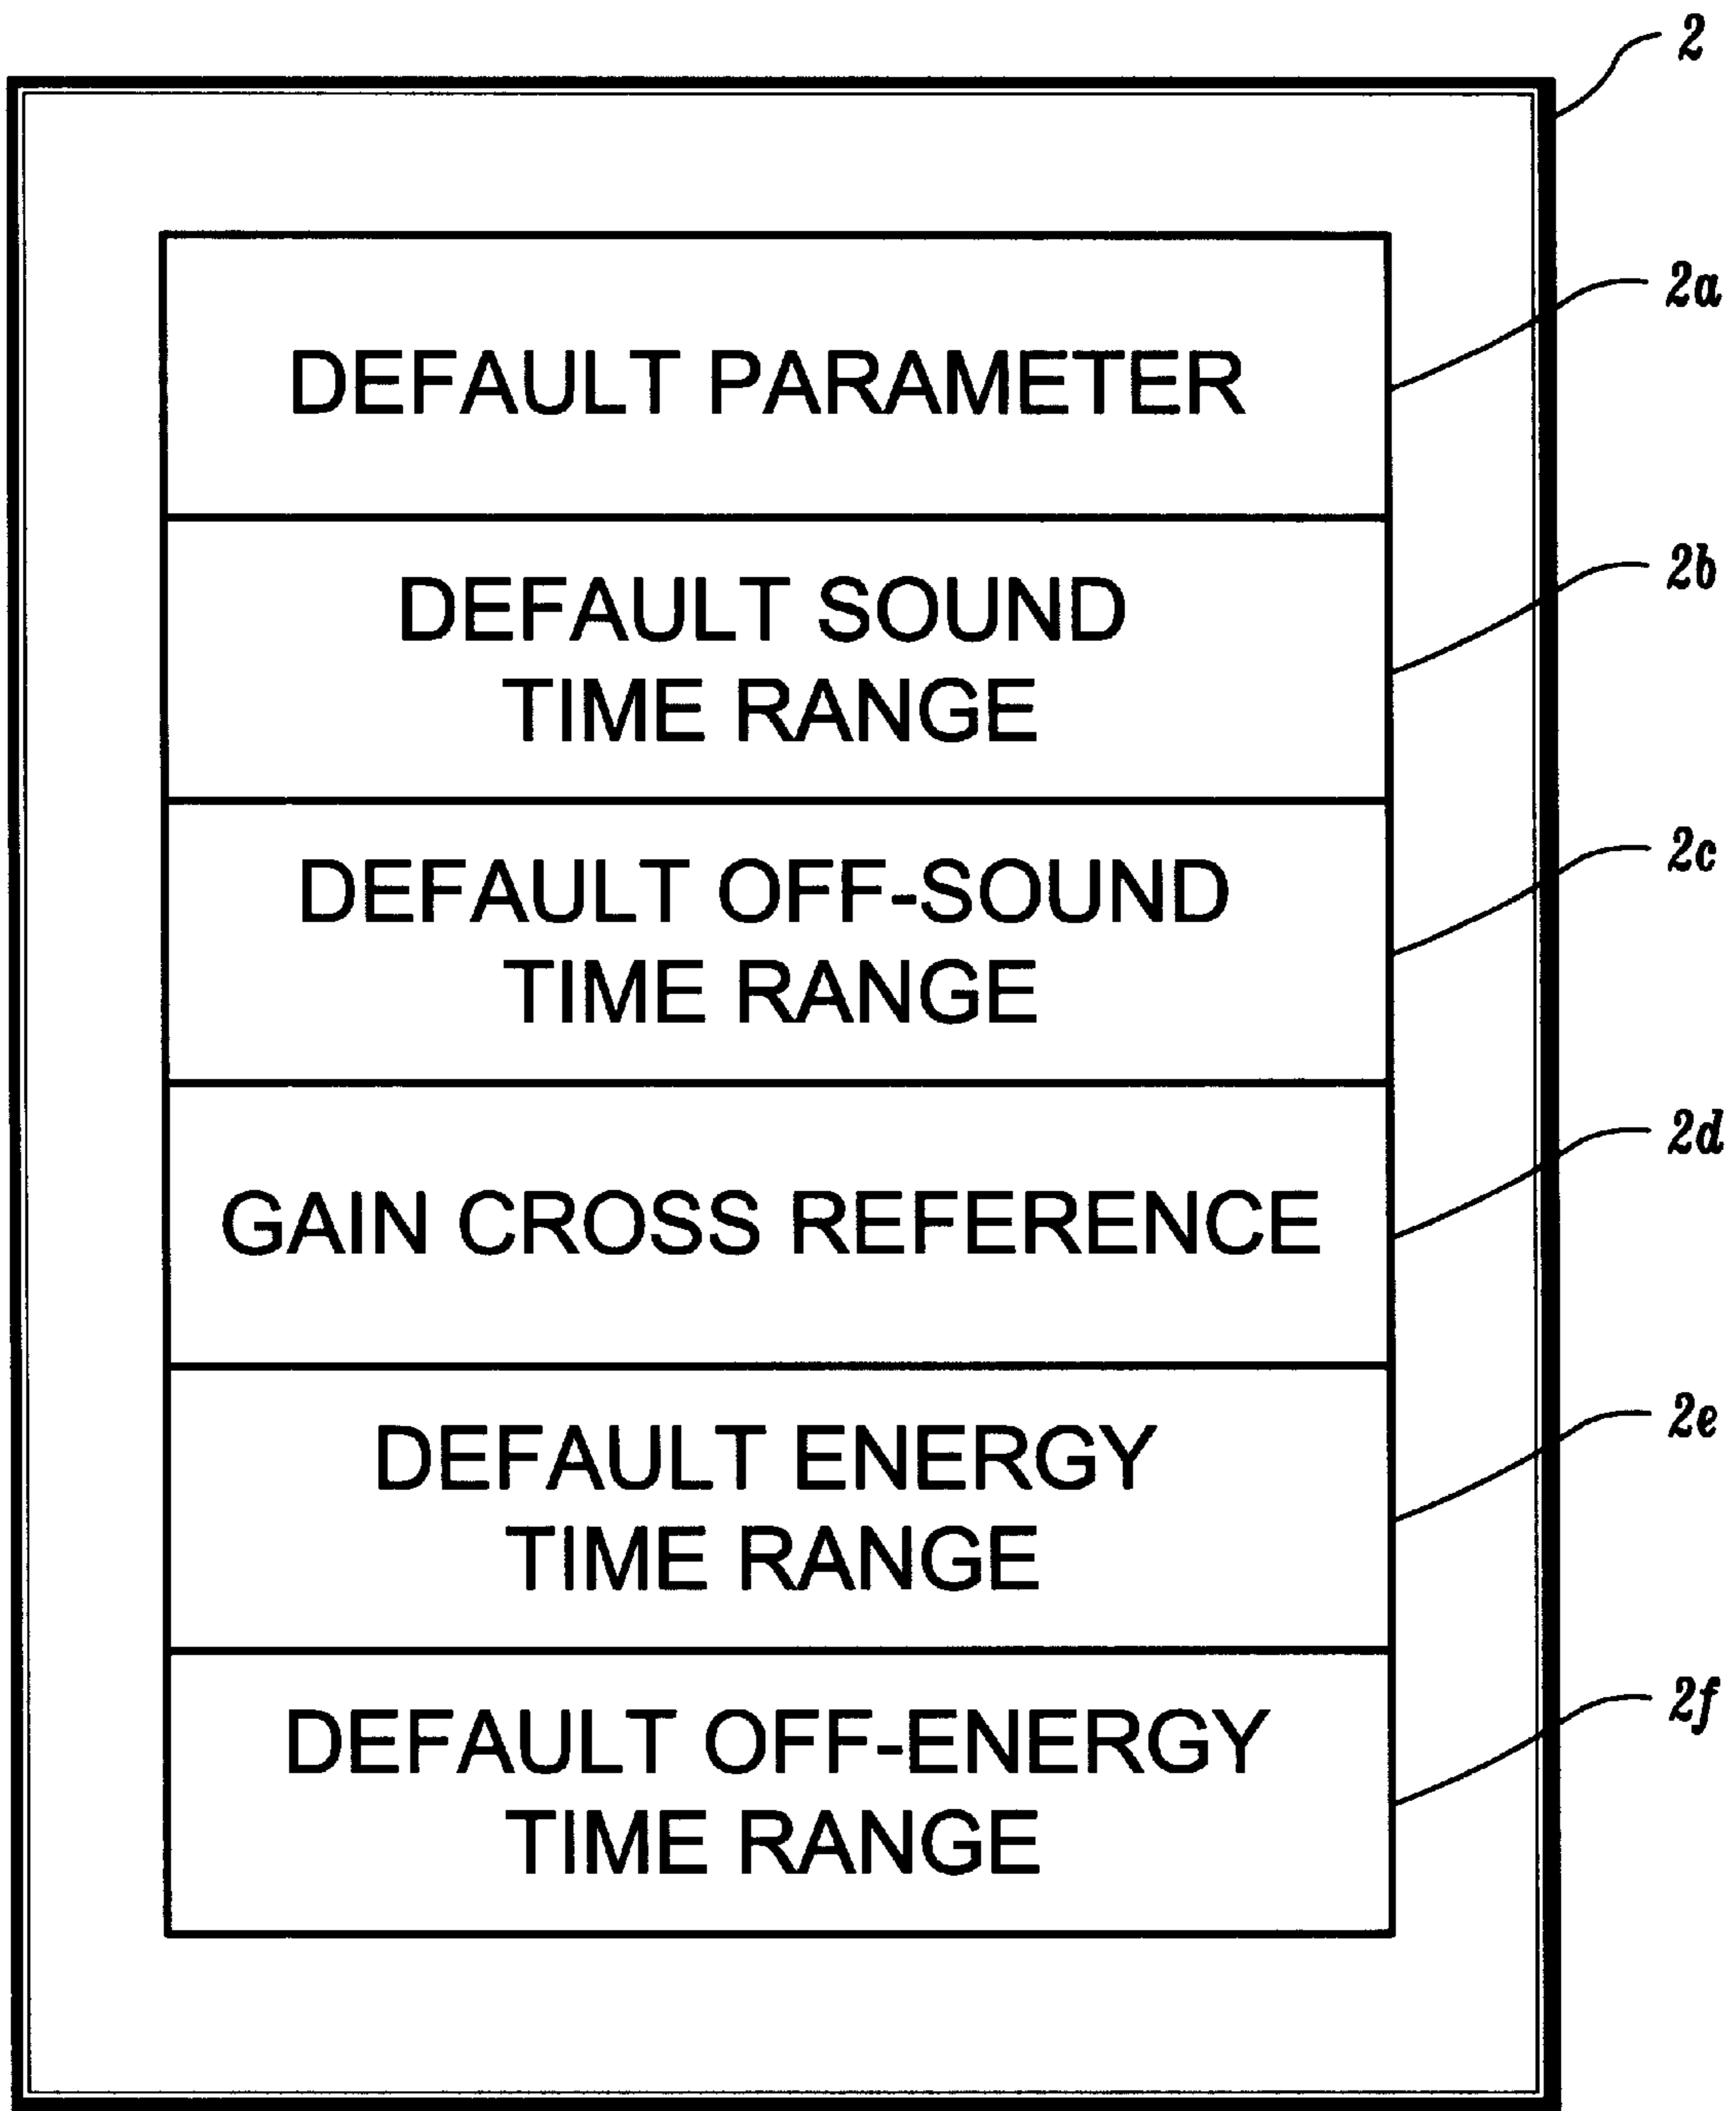 2
2a
DEFAULT PARAMETER
2b
DEFAULT SOUND
TIME RANGE
2c
DEFAULT OFF-SOUND
TIME RANGE
2d
GAIN CROSS REFERENCE
2e
DEFAULT ENERGY
TIME RANGE
2f
DEFAULT OFF-ENERGY
TIME RANGE